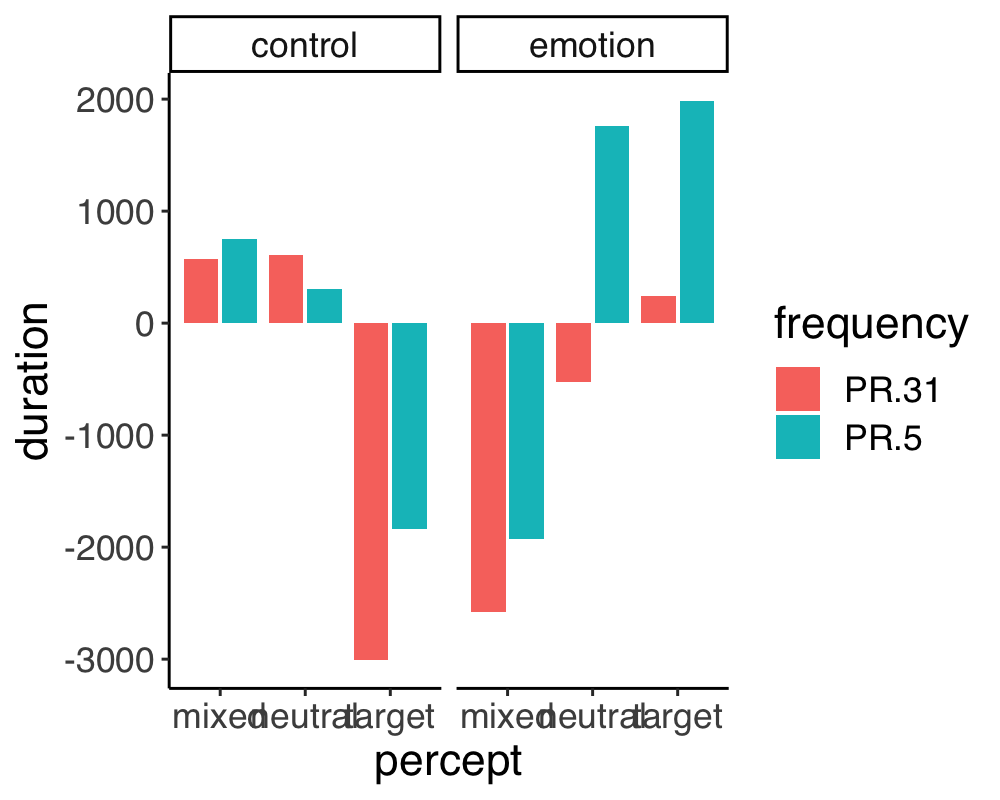 control emotion
2000
1000
0
-1000
-2000
-3000
duration
mixed neutral target mixed neutral target
percept
frequency
PR.31
PR.5